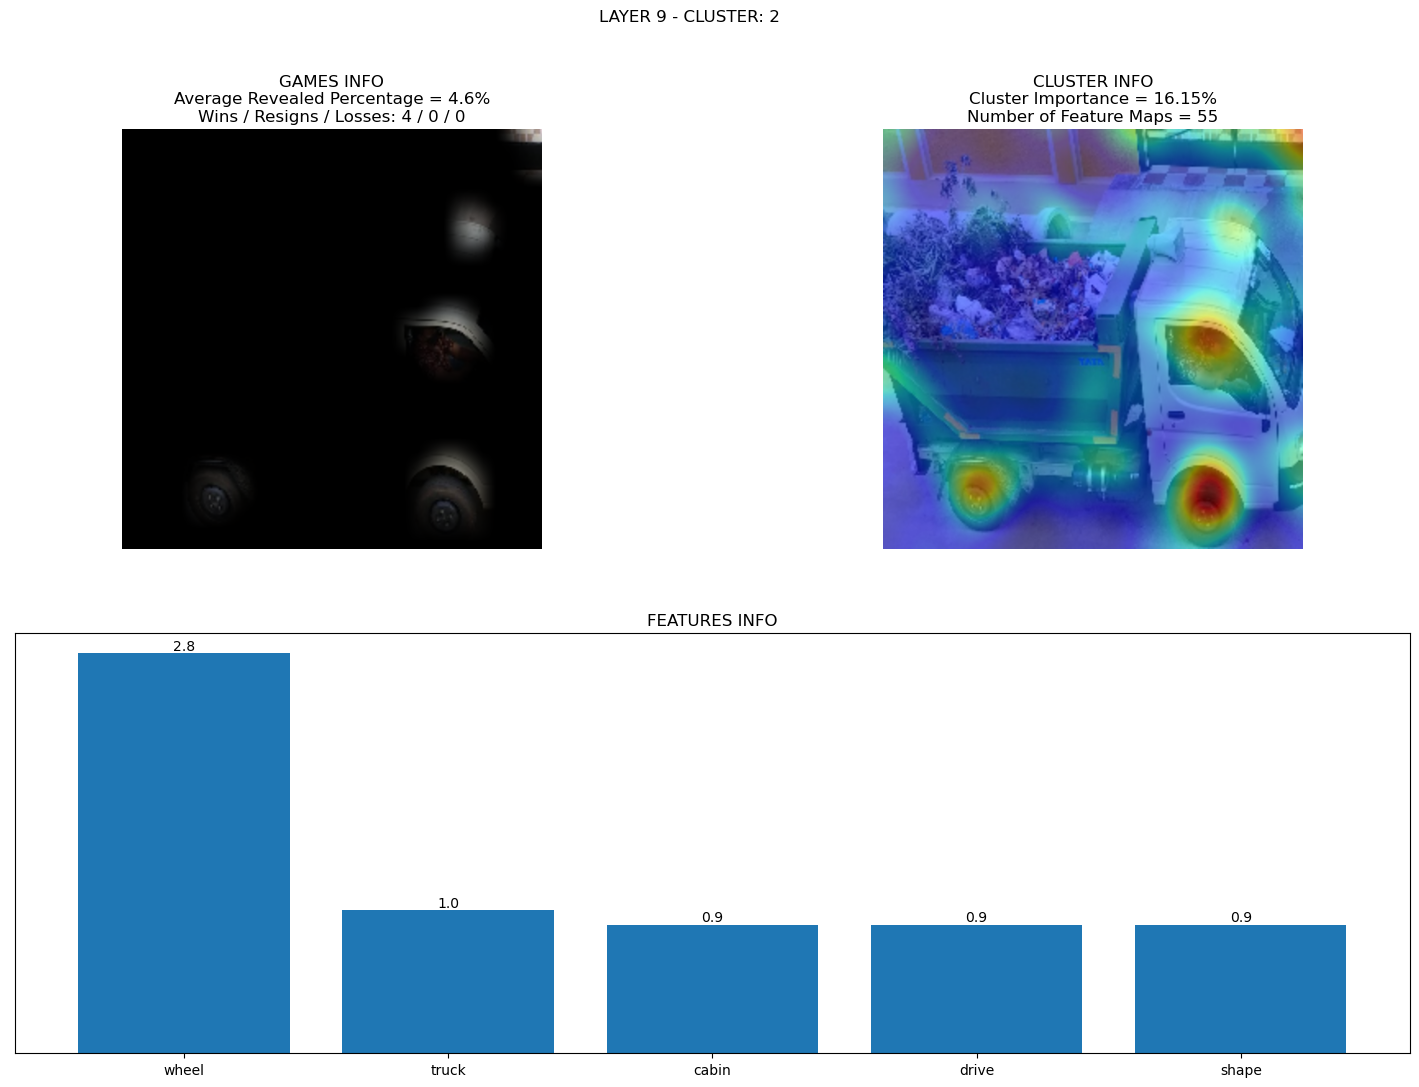 LAYER 9 - CLUSTER: 2
GAMES INFO
Average Revealed Percentage = 4.6%
Wins / Resigns / Losses: 4 / 0 / 0
CLUSTER INFO
Cluster Importance = 16.15%
Number of Feature Maps = 55
FEATURES INFO
2.8
1.0
0.9
0.9
0.9
wheel
truck
cabin
drive
shape